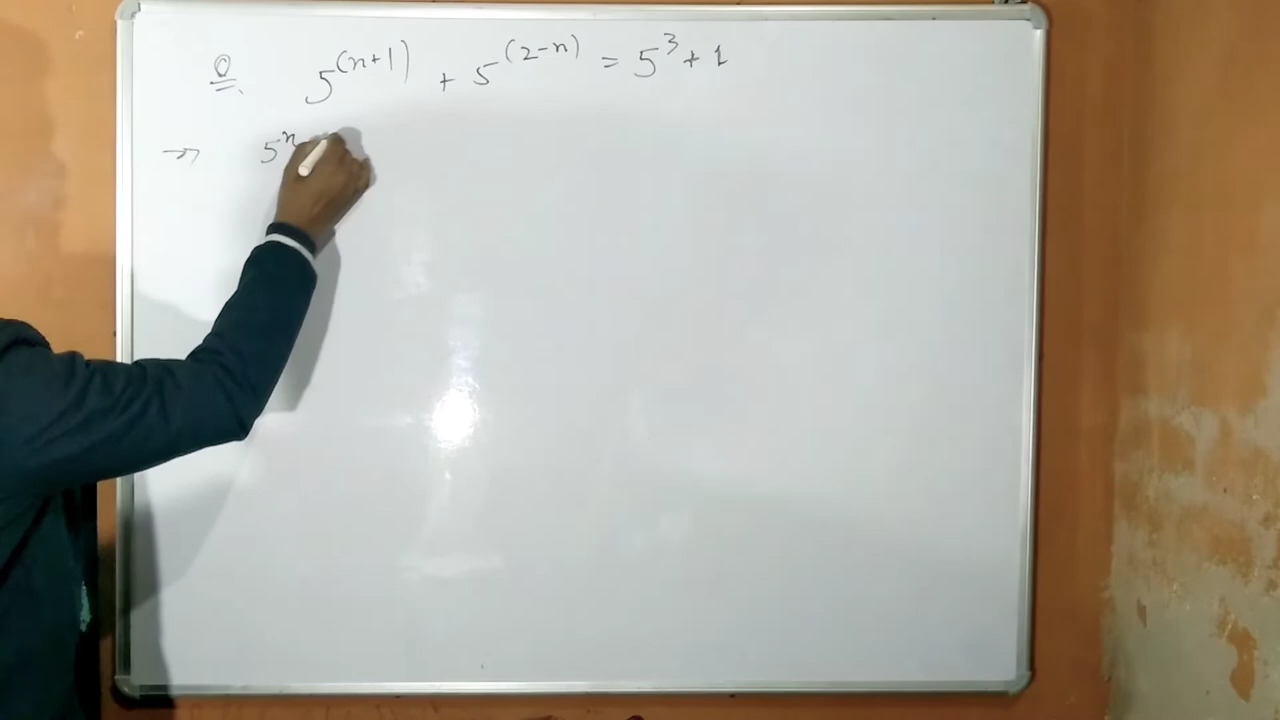 Q. 5^(x+1) + 5^(2-x) = 5^3 + 1
→ 5^x